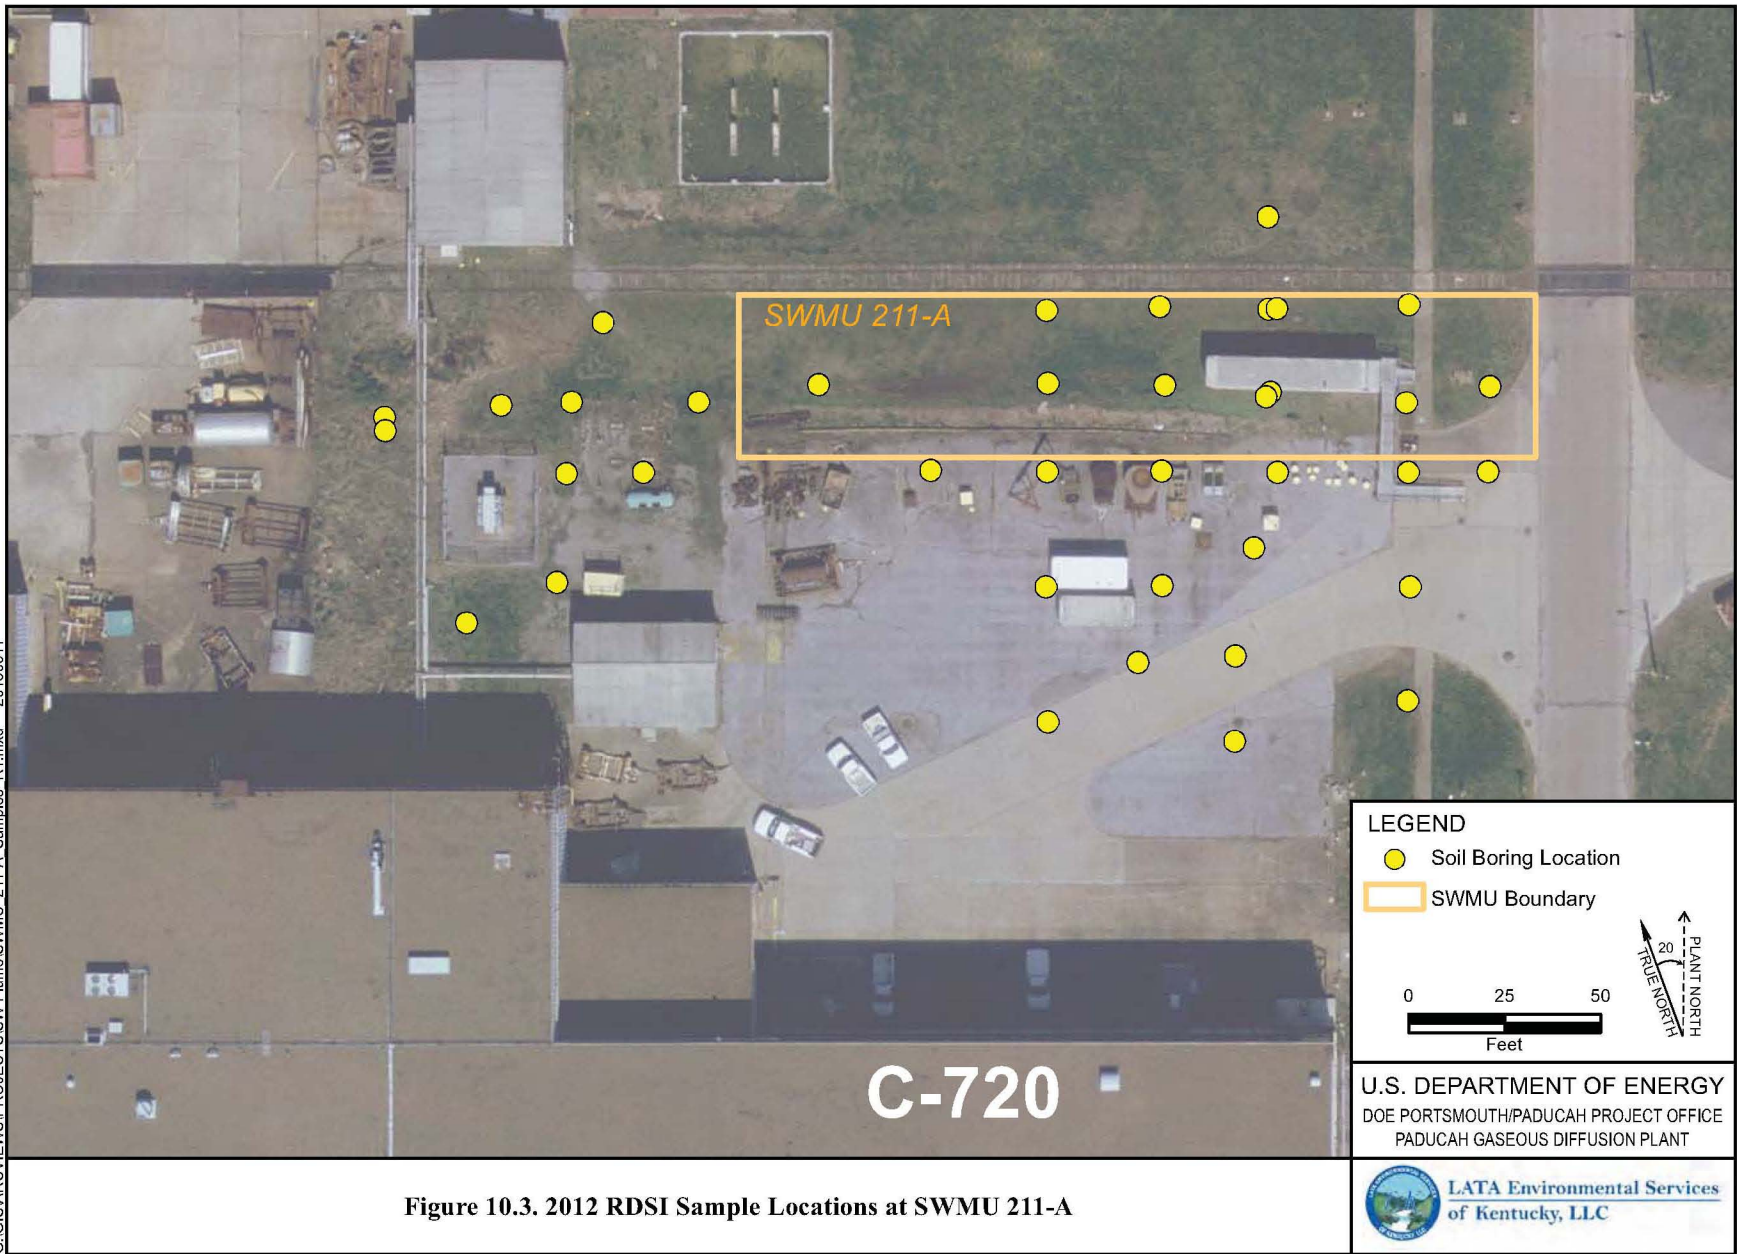 SWMU 211-A
C-720
LEGEND
Soil Boring Location
SWMU Boundary
20
TRUE NORTH
PLANT NORTH
0 25 50
Feet
U.S. DEPARTMENT OF ENERGY
DOE PORTSMOUTH/PADUCAH PROJECT OFFICE
PADUCAH GASEOUS DIFFUSION PLANT
LATA Environmental Services
of Kentucky, LLC
Figure 10.3. 2012 RDSI Sample Locations at SWMU 211-A